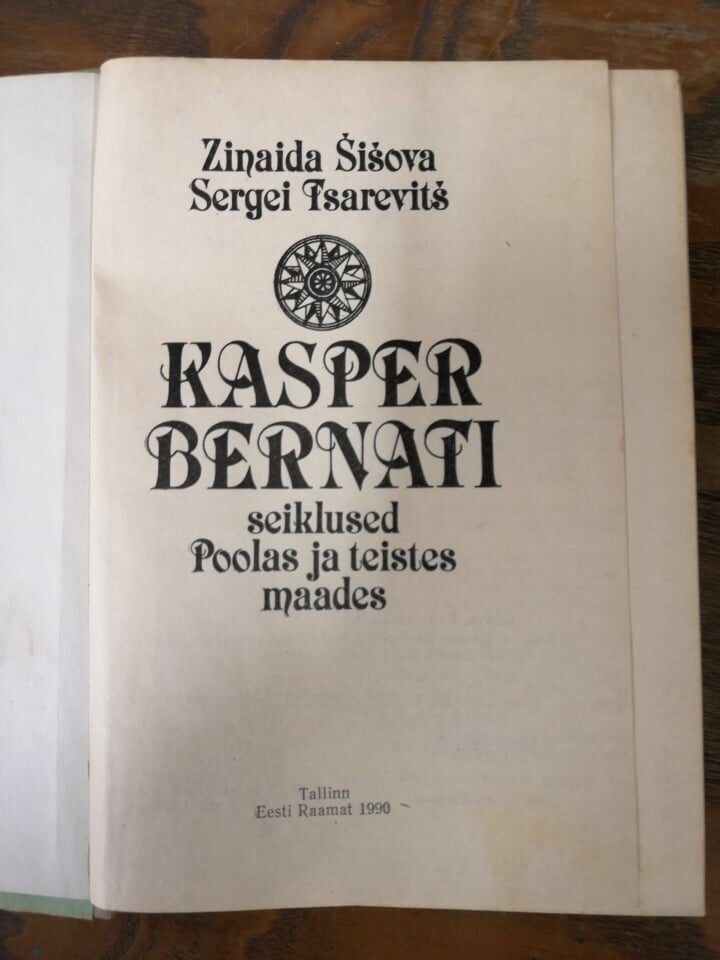 Zinaida Šišova
Sergei Tsarevitš
KASPER
BERNATI
seiklused
Poolas ja teistes
maades
Tallinn
Eesti Raamat 1990